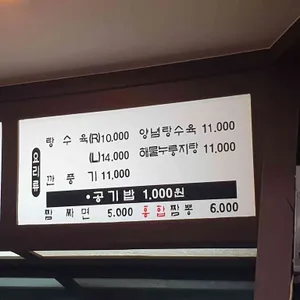 요리류
탕수육(R)10,000 양념탕수육 11,000
(L)14,000 해물누룽지탕 11,000
깐풍기 11,000
•공기밥 1,000원
짬짜면 5.000 홍합짬뽕 6.000